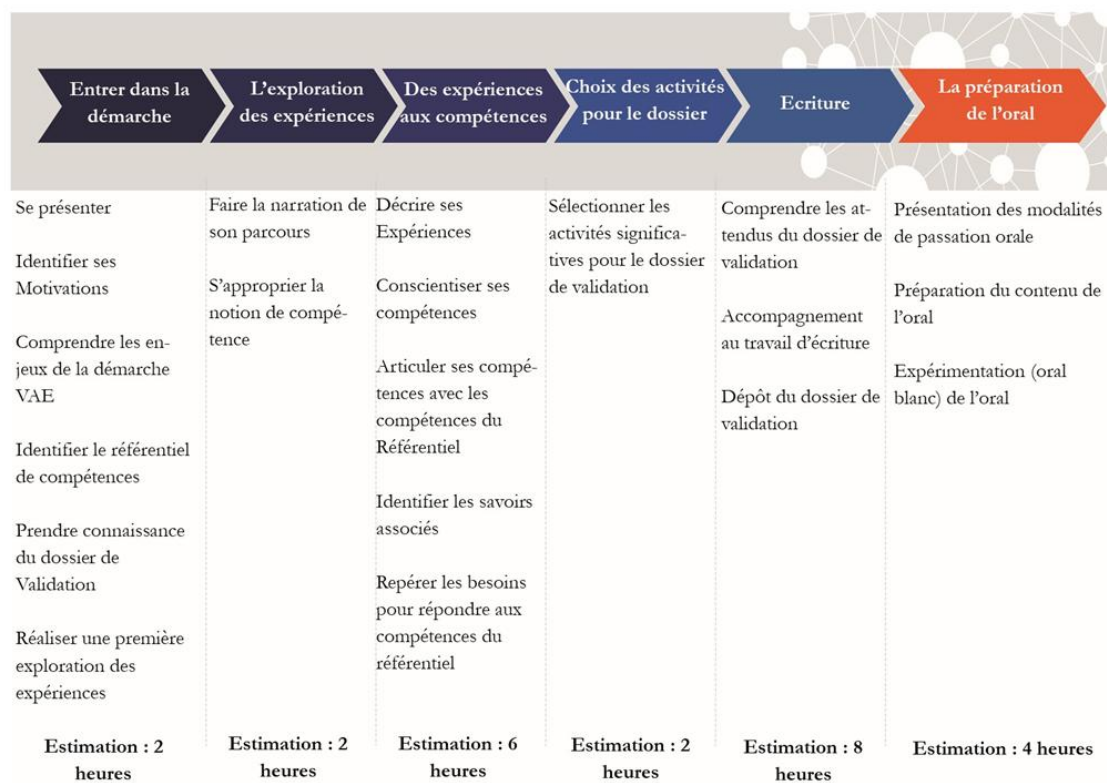 Entrer dans la
démarche
L'exploration
des expériences
Des expériences
aux compétences
Choix des activités
pour le dossier
Ecriture
La préparation
de l'oral
Se présenter
Identifier ses
Motivations
Comprendre les en-
jeux de la démarche
VAE
Identifier le référentiel
de compétences
Prendre connaissance
du dossier de
Validation
Réaliser une première
exploration des
expériences
Estimation : 2
heures
Faire la narration de
son parcours
S'approprier la
notion de compé-
tence
Estimation : 2
heures
Décrire ses
Expériences
Conscientiser ses
compétences
Articuler ses compé-
tences avec les
compétences du
Référentiel
Identifier les savoirs
associés
Repérer les besoins
pour répondre aux
compétences du
référentiel
Estimation : 6
heures
Sélectionner les
activités significa-
tives pour le dossier
de validation
Estimation : 2
heures
Comprendre les at-
tendus du dossier de
validation
Accompagnement
au travail d'écriture
Dépôt du dossier de
validation
Estimation : 8
heures
Présentation des modalités
de passation orale
Préparation du contenu de
l'oral
Expérimentation (oral
blanc) de l'oral
Estimation : 4 heures